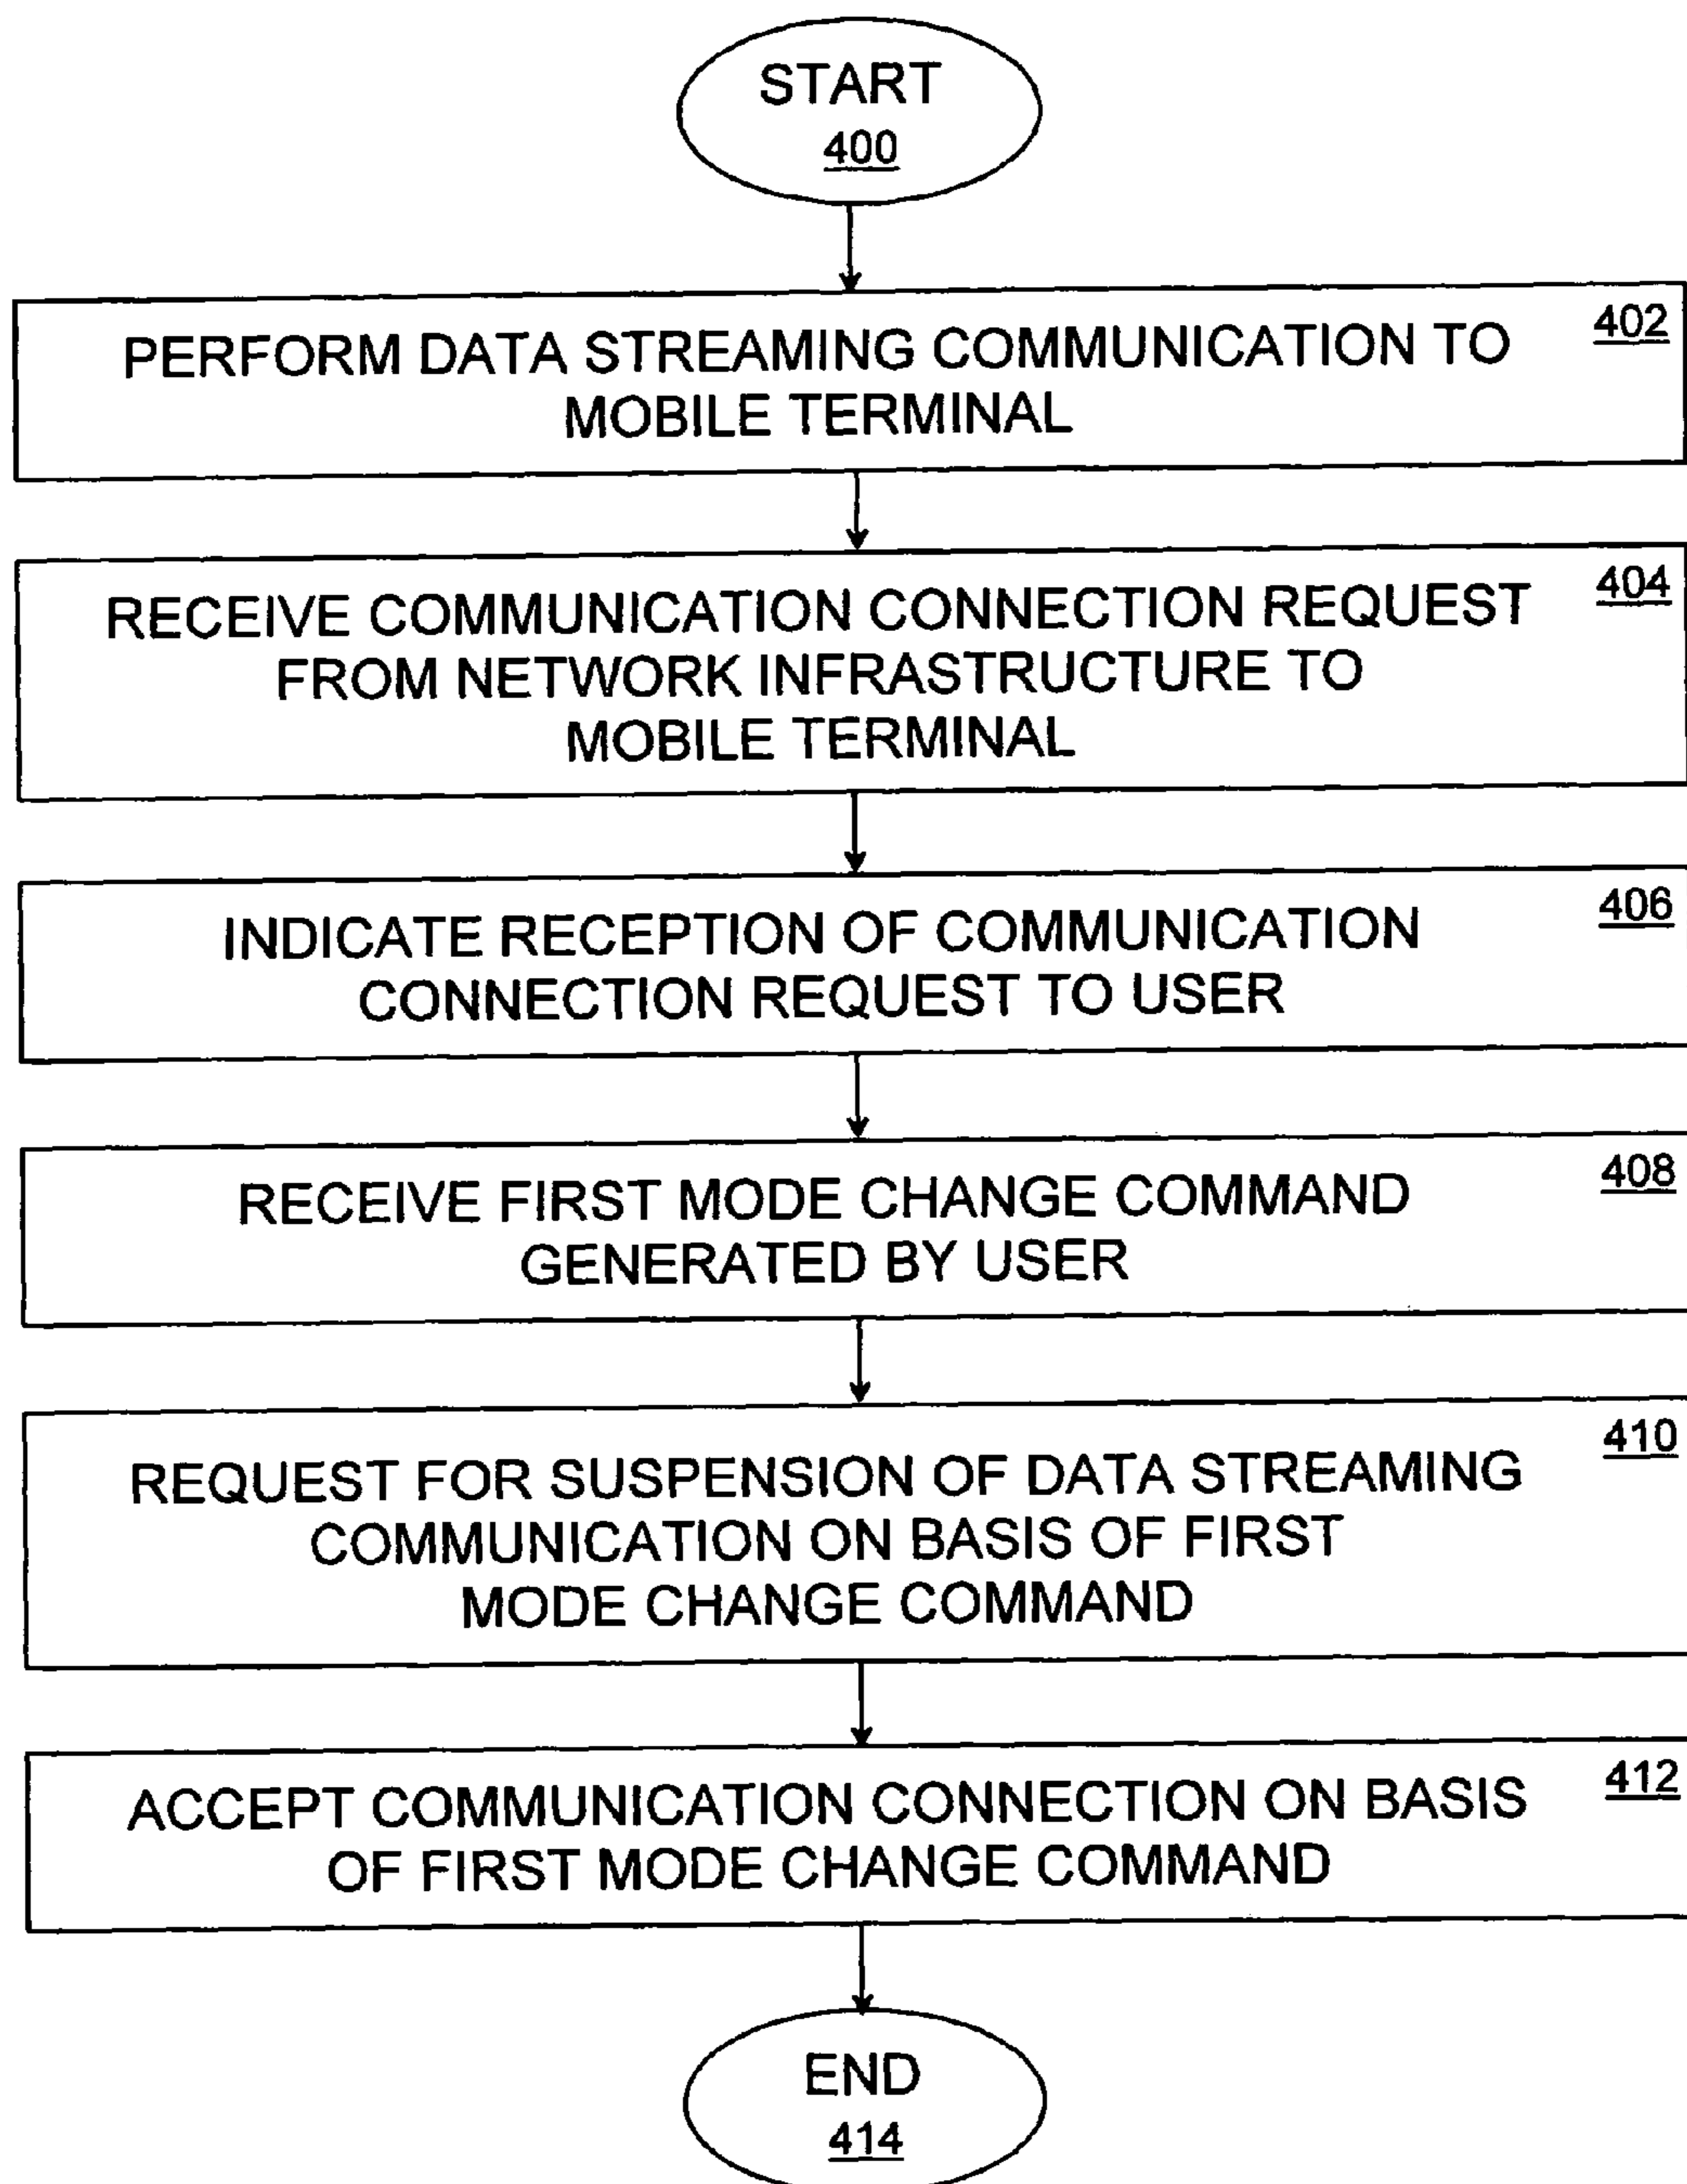 START
400
402
PERFORM DATA STREAMING COMMUNICATION TO
MOBILE TERMINAL
404
RECEIVE COMMUNICATION CONNECTION REQUEST
FROM NETWORK INFRASTRUCTURE TO
MOBILE TERMINAL
406
INDICATE RECEPTION OF COMMUNICATION
CONNECTION REQUEST TO USER
408
RECEIVE FIRST MODE CHANGE COMMAND
GENERATED BY USER
410
REQUEST FOR SUSPENSION OF DATA STREAMING
COMMUNICATION ON BASIS OF FIRST
MODE CHANGE COMMAND
412
ACCEPT COMMUNICATION CONNECTION ON BASIS
OF FIRST MODE CHANGE COMMAND
END
414